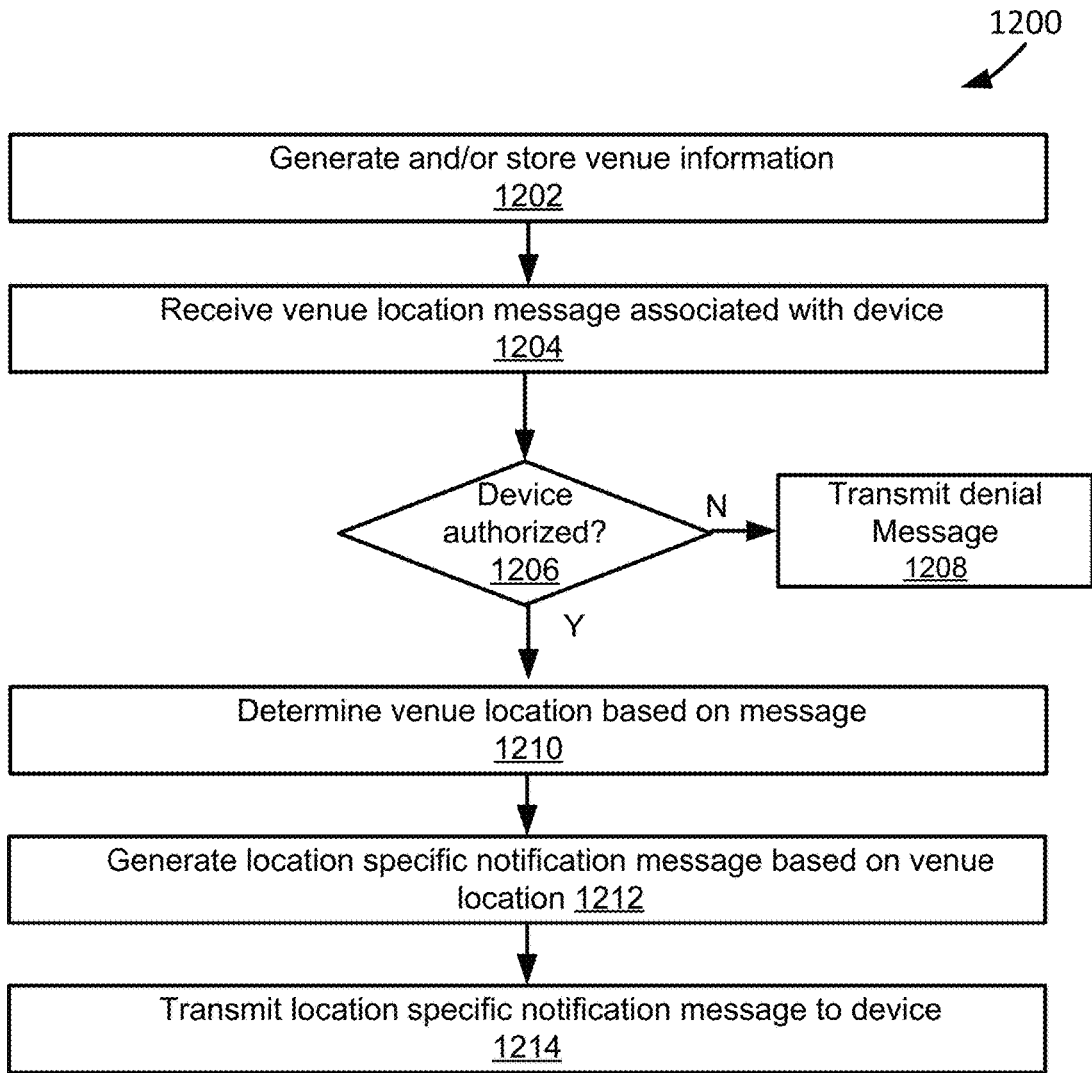 1200
Generate and/or store venue information
1202
Receive venue location message associated with device
1204
Device
authorized?
1206
N
Transmit denial
Message
1208
Y
Determine venue location based on message
1210
Generate location specific notification message based on venue
location 1212
Transmit location specific notification message to device
1214